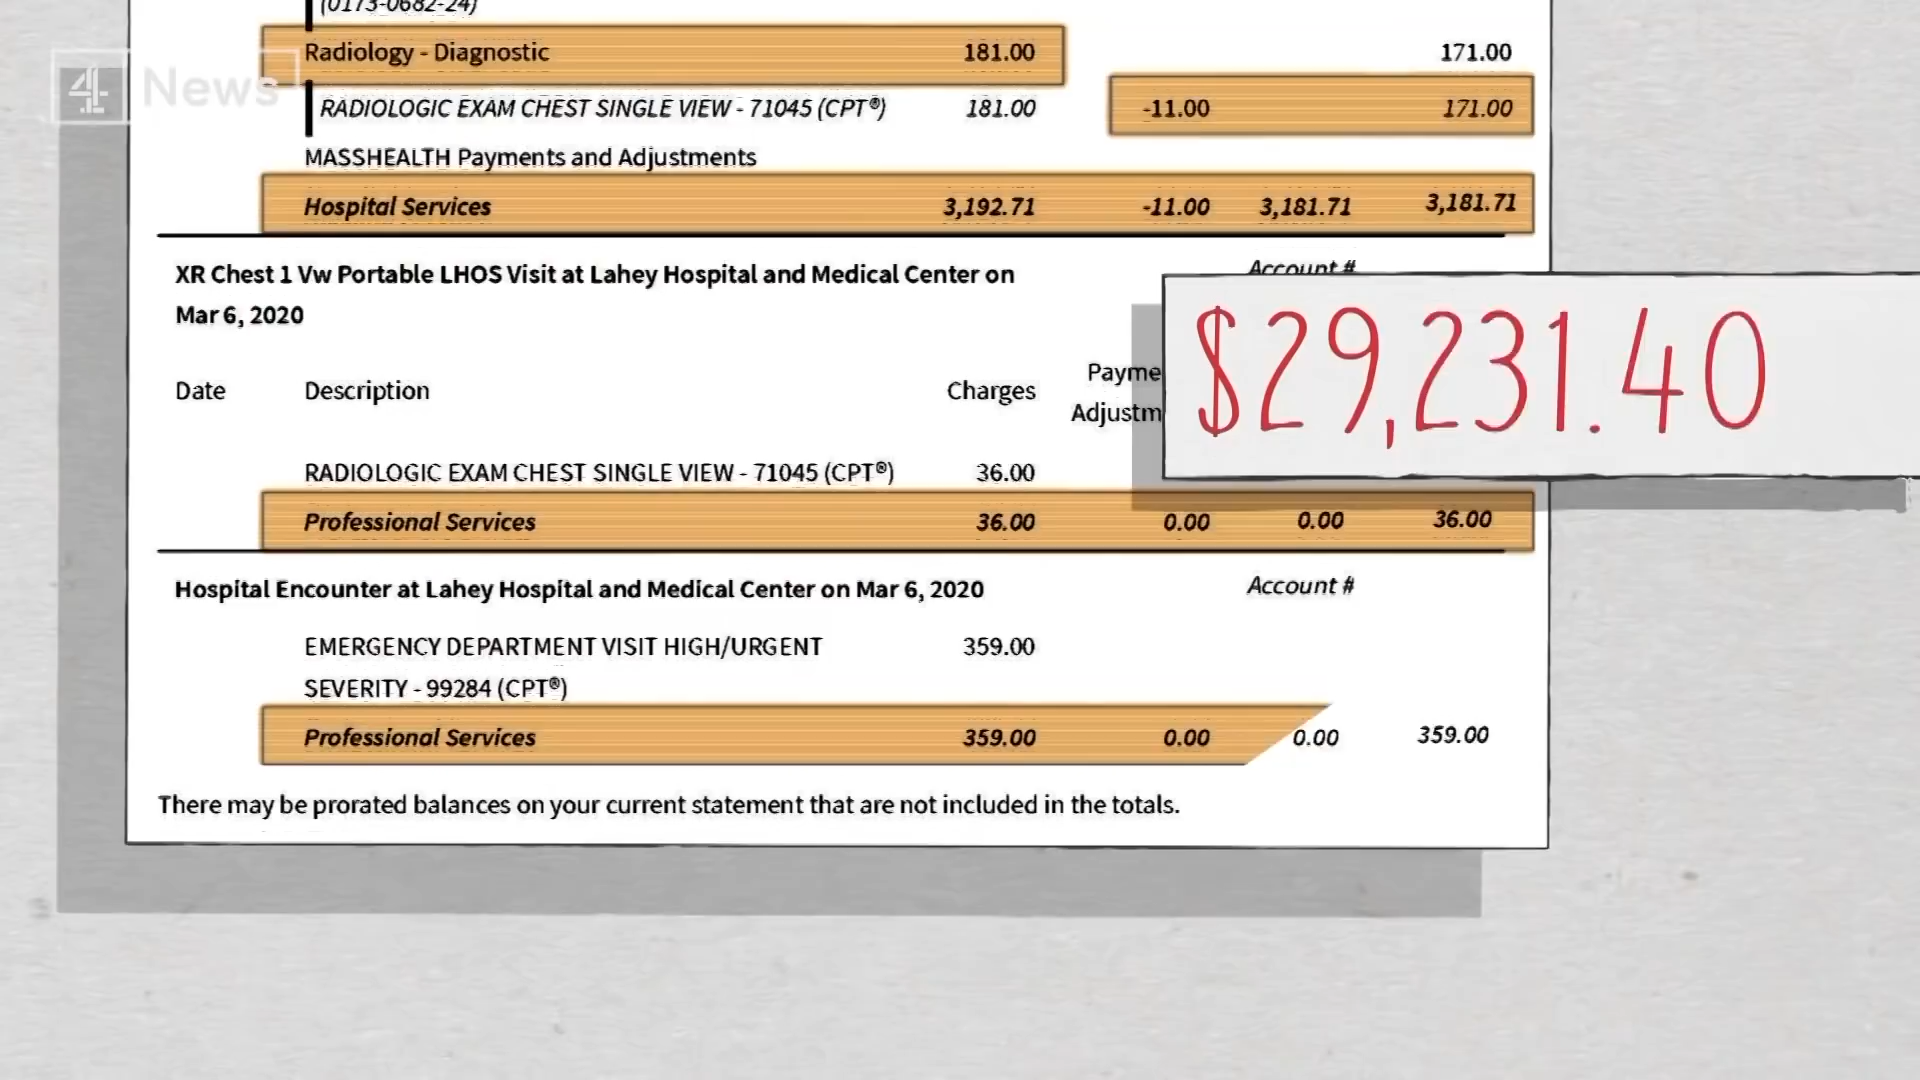 (0173-0682-24)
Radiology - Diagnostic 181.00 171.00
4 News
RADIOLOGIC EXAM CHEST SINGLE VIEW - 71045 (CPT®) 181.00 -11.00 171.00
MASSHEALTH Payments and Adjustments
Hospital Services 3,192.71 -11.00 3,181.71 3,181.71
XR Chest 1 Vw Portable LHOS Visit at Lahey Hospital and Medical Center on Account #
Mar 6, 2020
$29,231.40
Date Description Charges
RADIOLOGIC EXAM CHEST SINGLE VIEW - 71045 (CPT®) 36.00
Professional Services 36.00 0.00 0.00 36.00
Hospital Encounter at Lahey Hospital and Medical Center on Mar 6, 2020 Account #
EMERGENCY DEPARTMENT VISIT HIGH/URGENT 359.00
SEVERITY - 99284 (CPT®)
Professional Services 359.00 0.00 0.00 359.00
There may be prorated balances on your current statement that are not included in the totals.